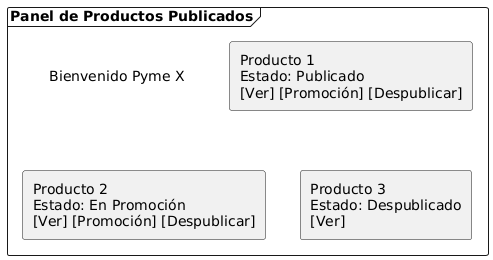 Panel de Productos Publicados
Bienvenido Pyme X
Producto 1
Estado: Publicado
[Ver] [Promoción] [Despublicar]
Producto 2
Estado: En Promoción
[Ver] [Promoción] [Despublicar]
Producto 3
Estado: Despublicado
[Ver]